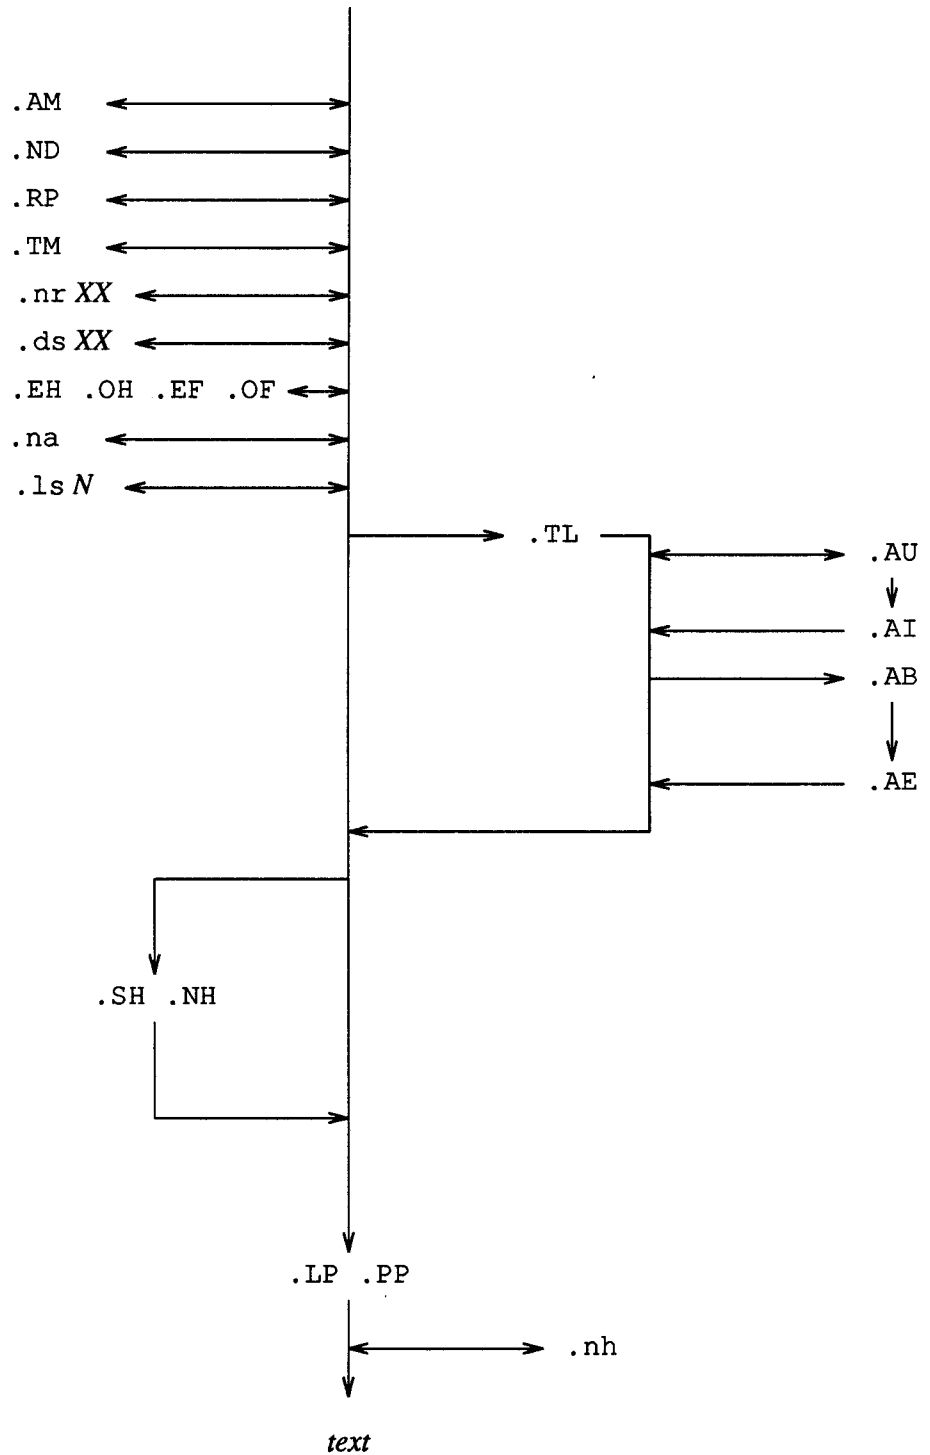 .AM
.ND
.RP
.TM
.nr XX
.ds XX
.EH .OH .EF .OF
.na
.ls N
.TL
.AU
.AI
.AB
.AE
.SH .NH
.LP .PP
.nh
text